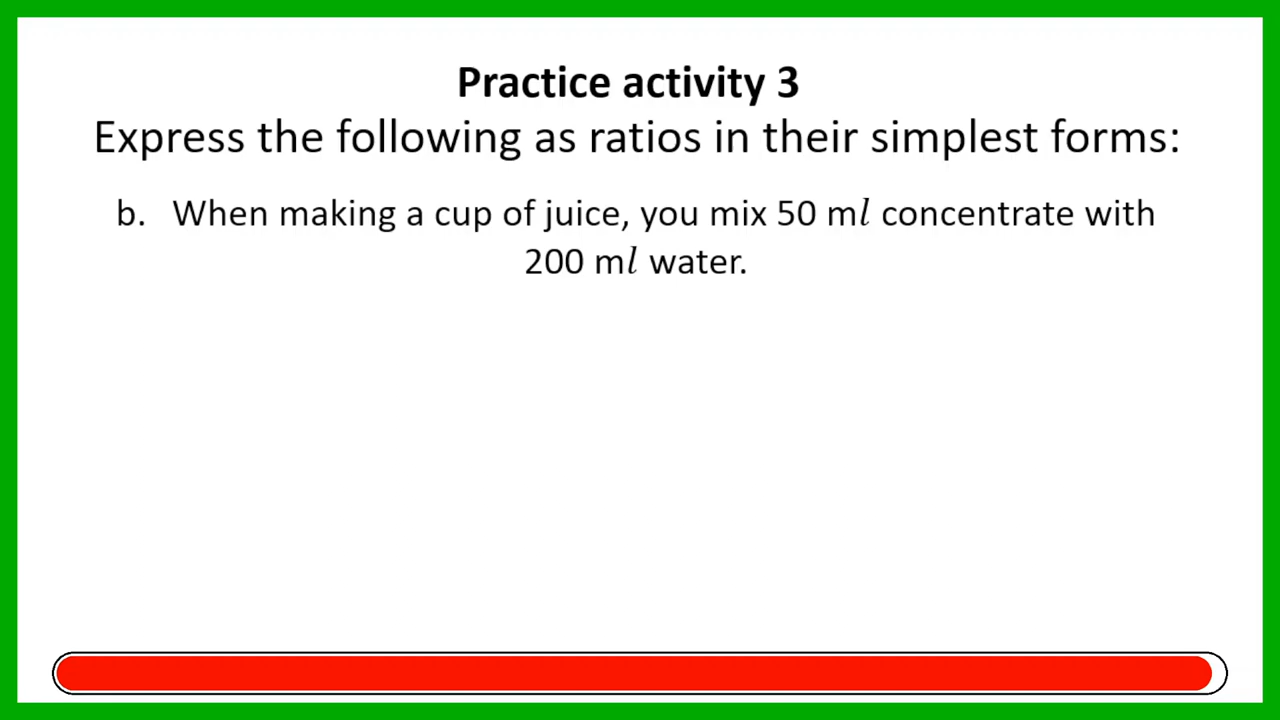 Practice activity 3
Express the following as ratios in their simplest forms:
b. When making a cup of juice, you mix 50 m𝑙 concentrate with
200 m𝑙 water.